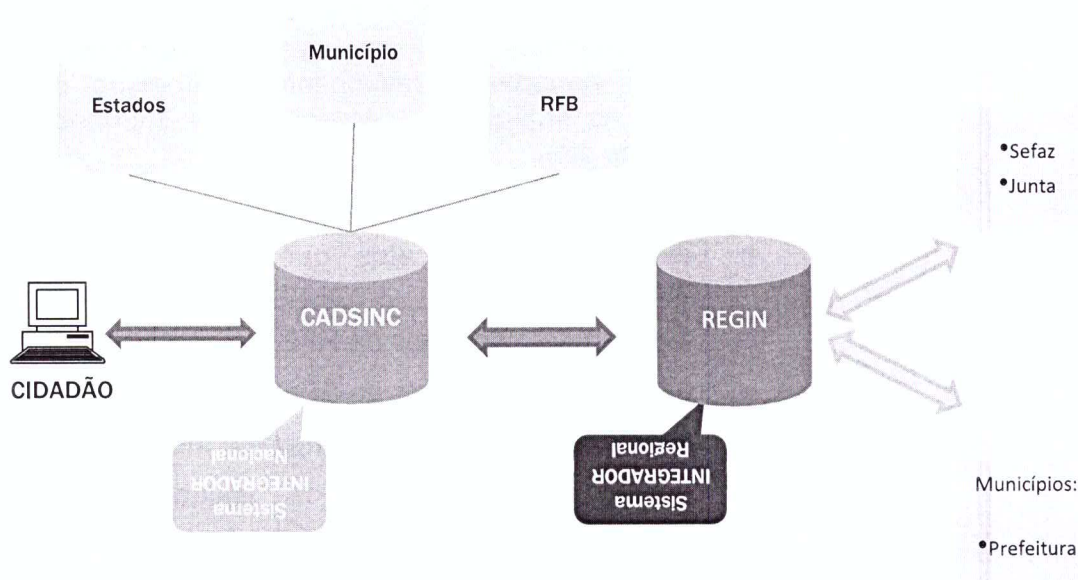 Município
Estados
RFB
•Sefaz
•Junta
CADSINC
REGIN
CIDADÃO
Sistema
INTEGRADOR
Nacional
Sistema
INTEGRADOR
Regional
Municípios:
•Prefeitura